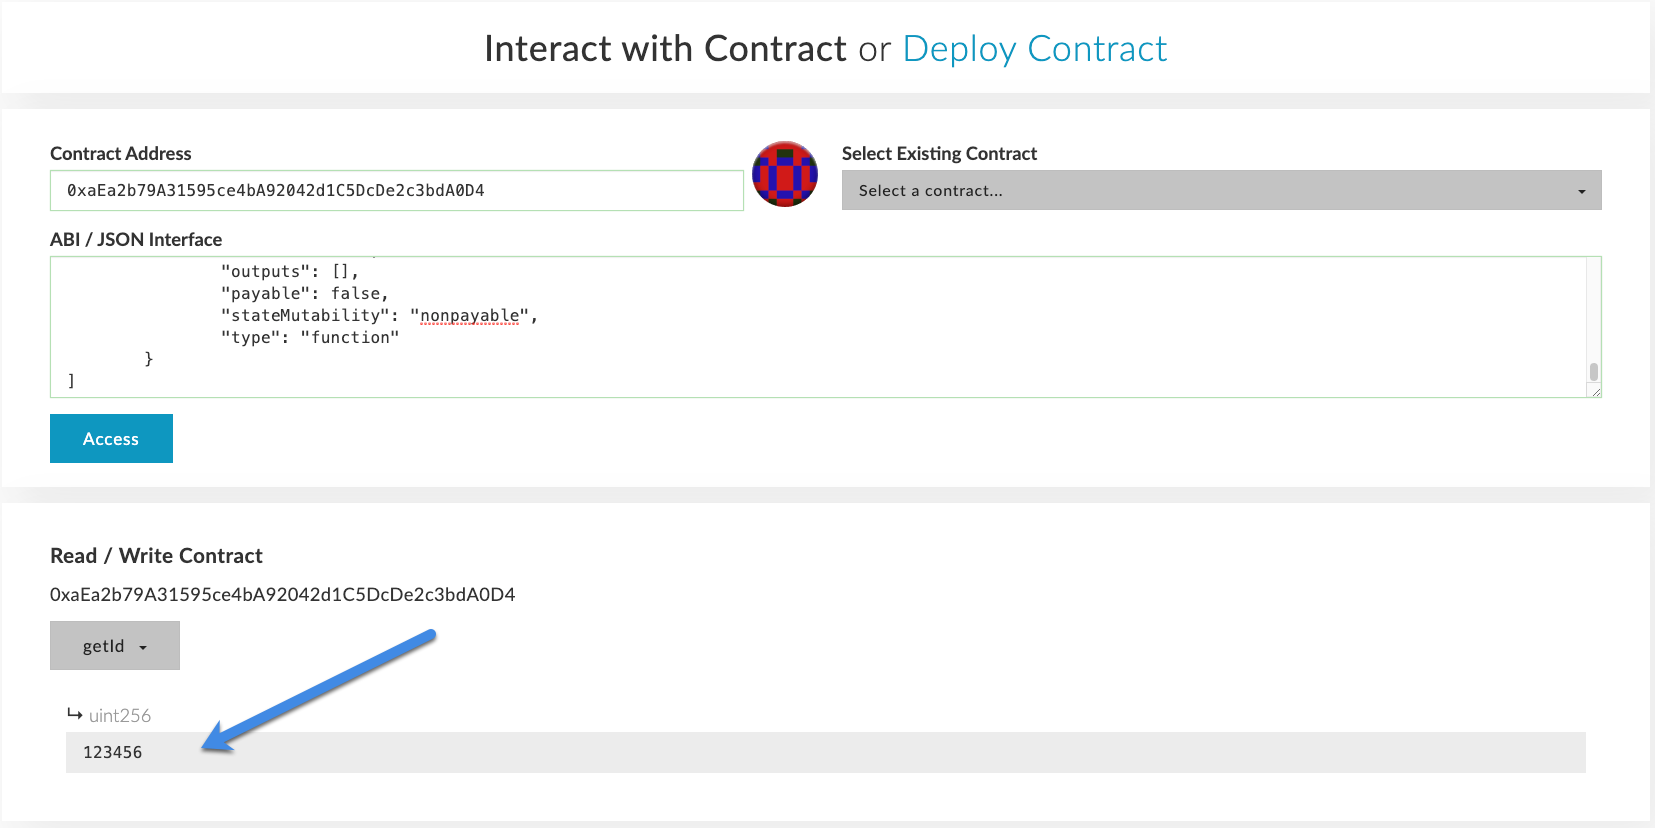 Interact with Contract or Deploy Contract
Contract Address
Select Existing Contract
0xaEa2b79A31595ce4bA92042d1C5DcDe2c3bdA0D4
Select a contract...
ABI / JSON Interface
"outputs": [],
"payable": false,
"stateMutability": "nonpayable",
"type": "function"
}
]
Access
Read / Write Contract
0xaEa2b79A31595ce4bA92042d1C5DcDe2c3bdA0D4
getId
↳ uint256
123456